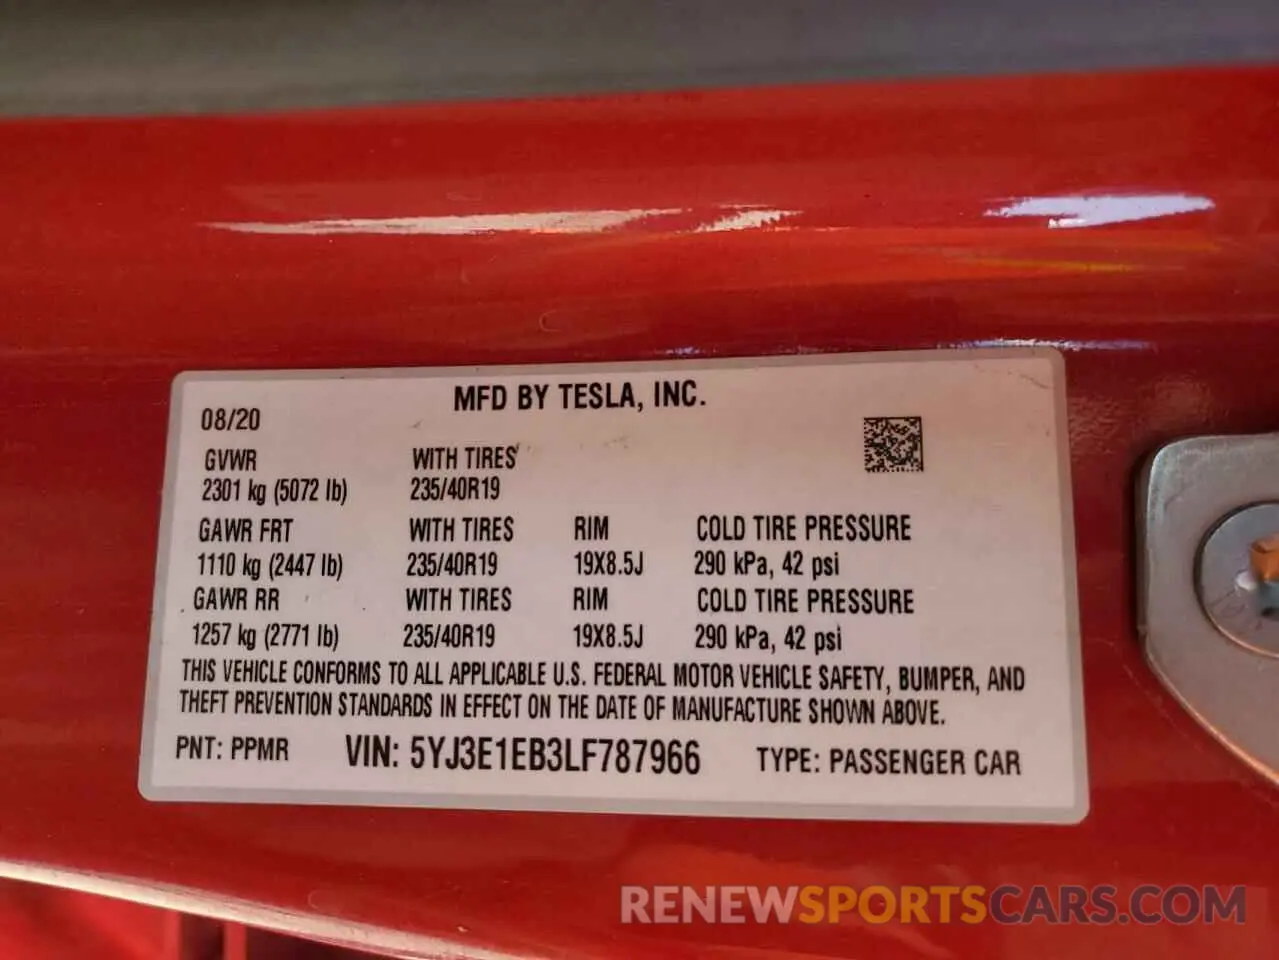 MFD BY TESLA, INC.
08/20
GVWR WITH TIRES
2301 kg (5072 lb) 235/40R19
GAWR FRT WITH TIRES RIM COLD TIRE PRESSURE
1110 kg (2447 lb) 235/40R19 19X8.5J 290 kPa, 42 psi
GAWR RR WITH TIRES RIM COLD TIRE PRESSURE
1257 kg (2771 lb) 235/40R19 19X8.5J 290 kPa, 42 psi
THIS VEHICLE CONFORMS TO ALL APPLICABLE U.S. FEDERAL MOTOR VEHICLE SAFETY, BUMPER, AND
THEFT PREVENTION STANDARDS IN EFFECT ON THE DATE OF MANUFACTURE SHOWN ABOVE.
PNT: PPMR VIN: 5YJ3E1EB3LF787966 TYPE: PASSENGER CAR
RENEWSPORTSCARS.COM